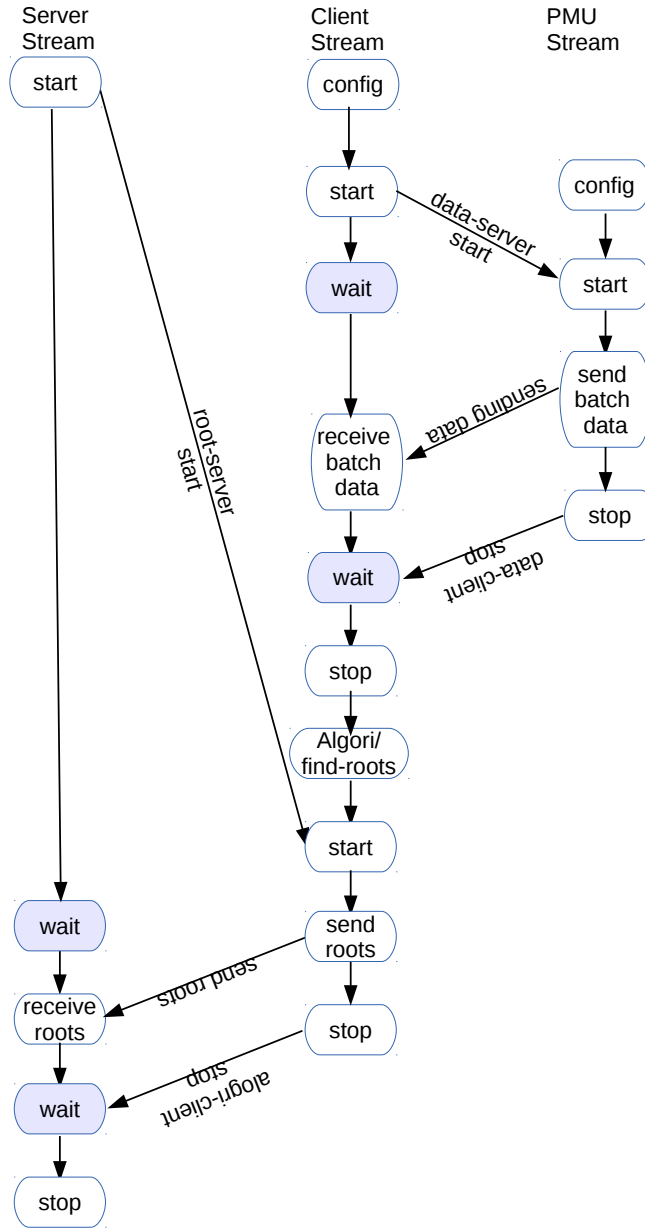 Server
Stream
Client
Stream
PMU
Stream
start
config
start
data-server
start
config
wait
start
root-server
start
sending data
send
batch
data
receive
batch
data
stop
data-client
stop
wait
stop
Algori/
find-roots
start
wait
send
roots
send roots
receive
roots
stop
alogri-client
stop
wait
stop